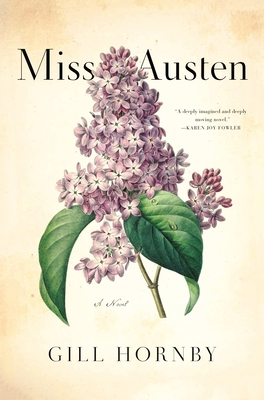 Miss Austen
"A deeply imagined and deeply
moving novel."
—KAREN JOY FOWLER
A Novel
GILL HORNBY